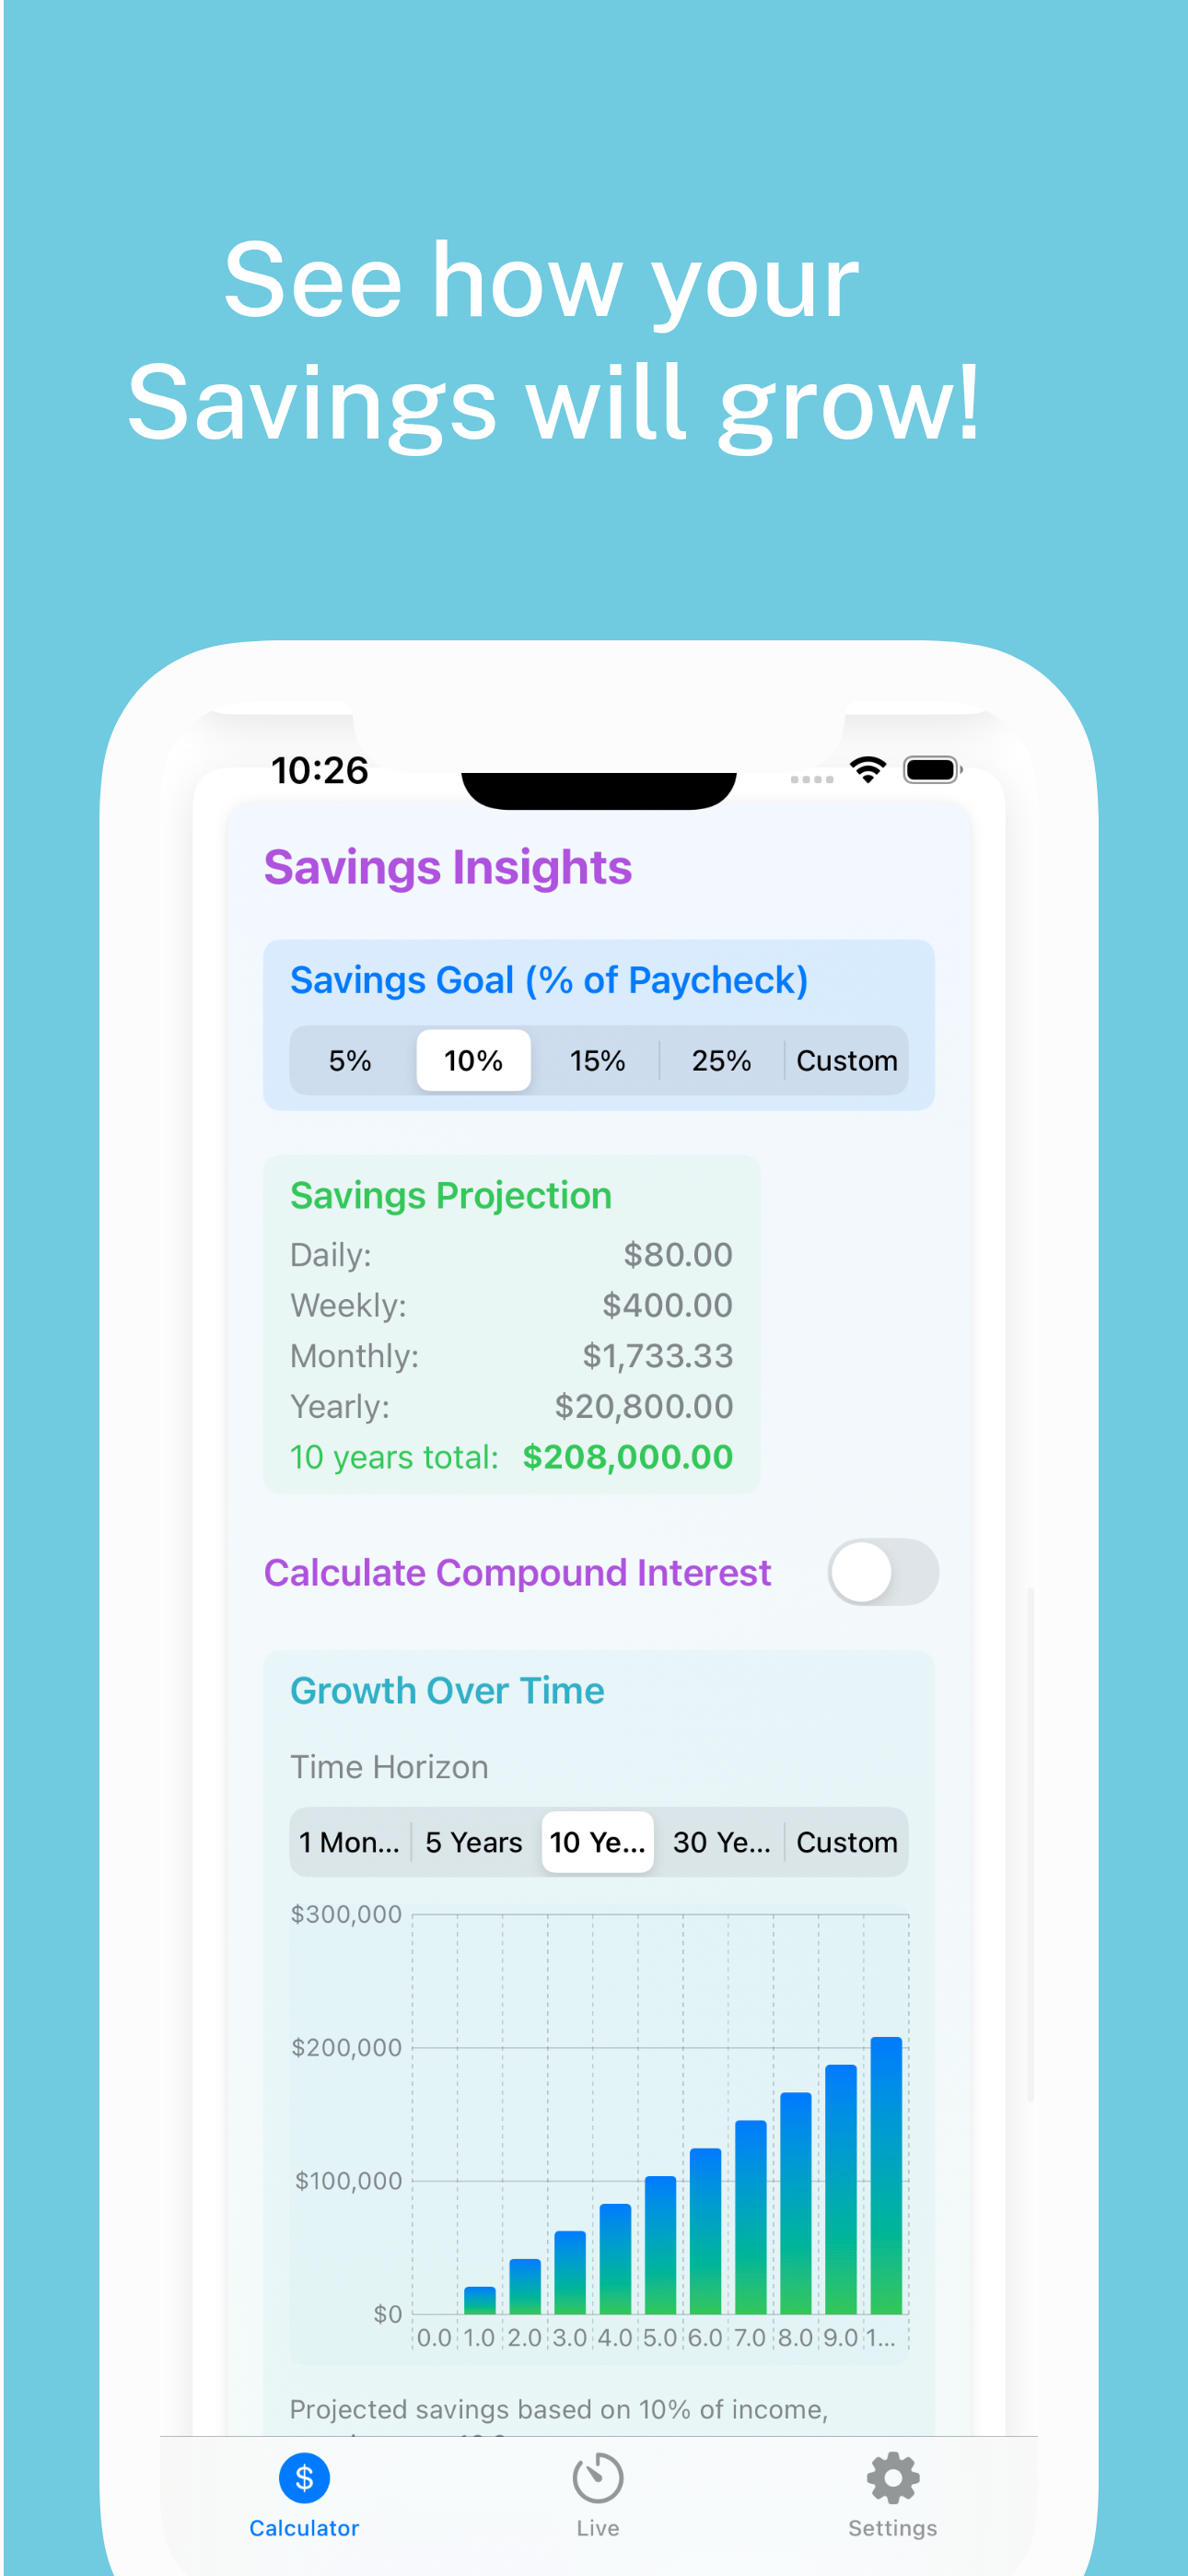 See how your
Savings will grow!
10:26
Savings Insights
Savings Goal (% of Paycheck)
5% 10% 15% 25% Custom
Savings Projection
Daily: $80.00
Weekly: $400.00
Monthly: $1,733.33
Yearly: $20,800.00
10 years total: $208,000.00
Calculate Compound Interest
Growth Over Time
Time Horizon
1 Mon... 5 Years 10 Ye... 30 Ye... Custom
$300,000
$200,000
$100,000
$0
0.0 1.0 2.0 3.0 4.0 5.0 6.0 7.0 8.0 9.0 1...
Projected savings based on 10% of income,
$
Calculator Live Settings